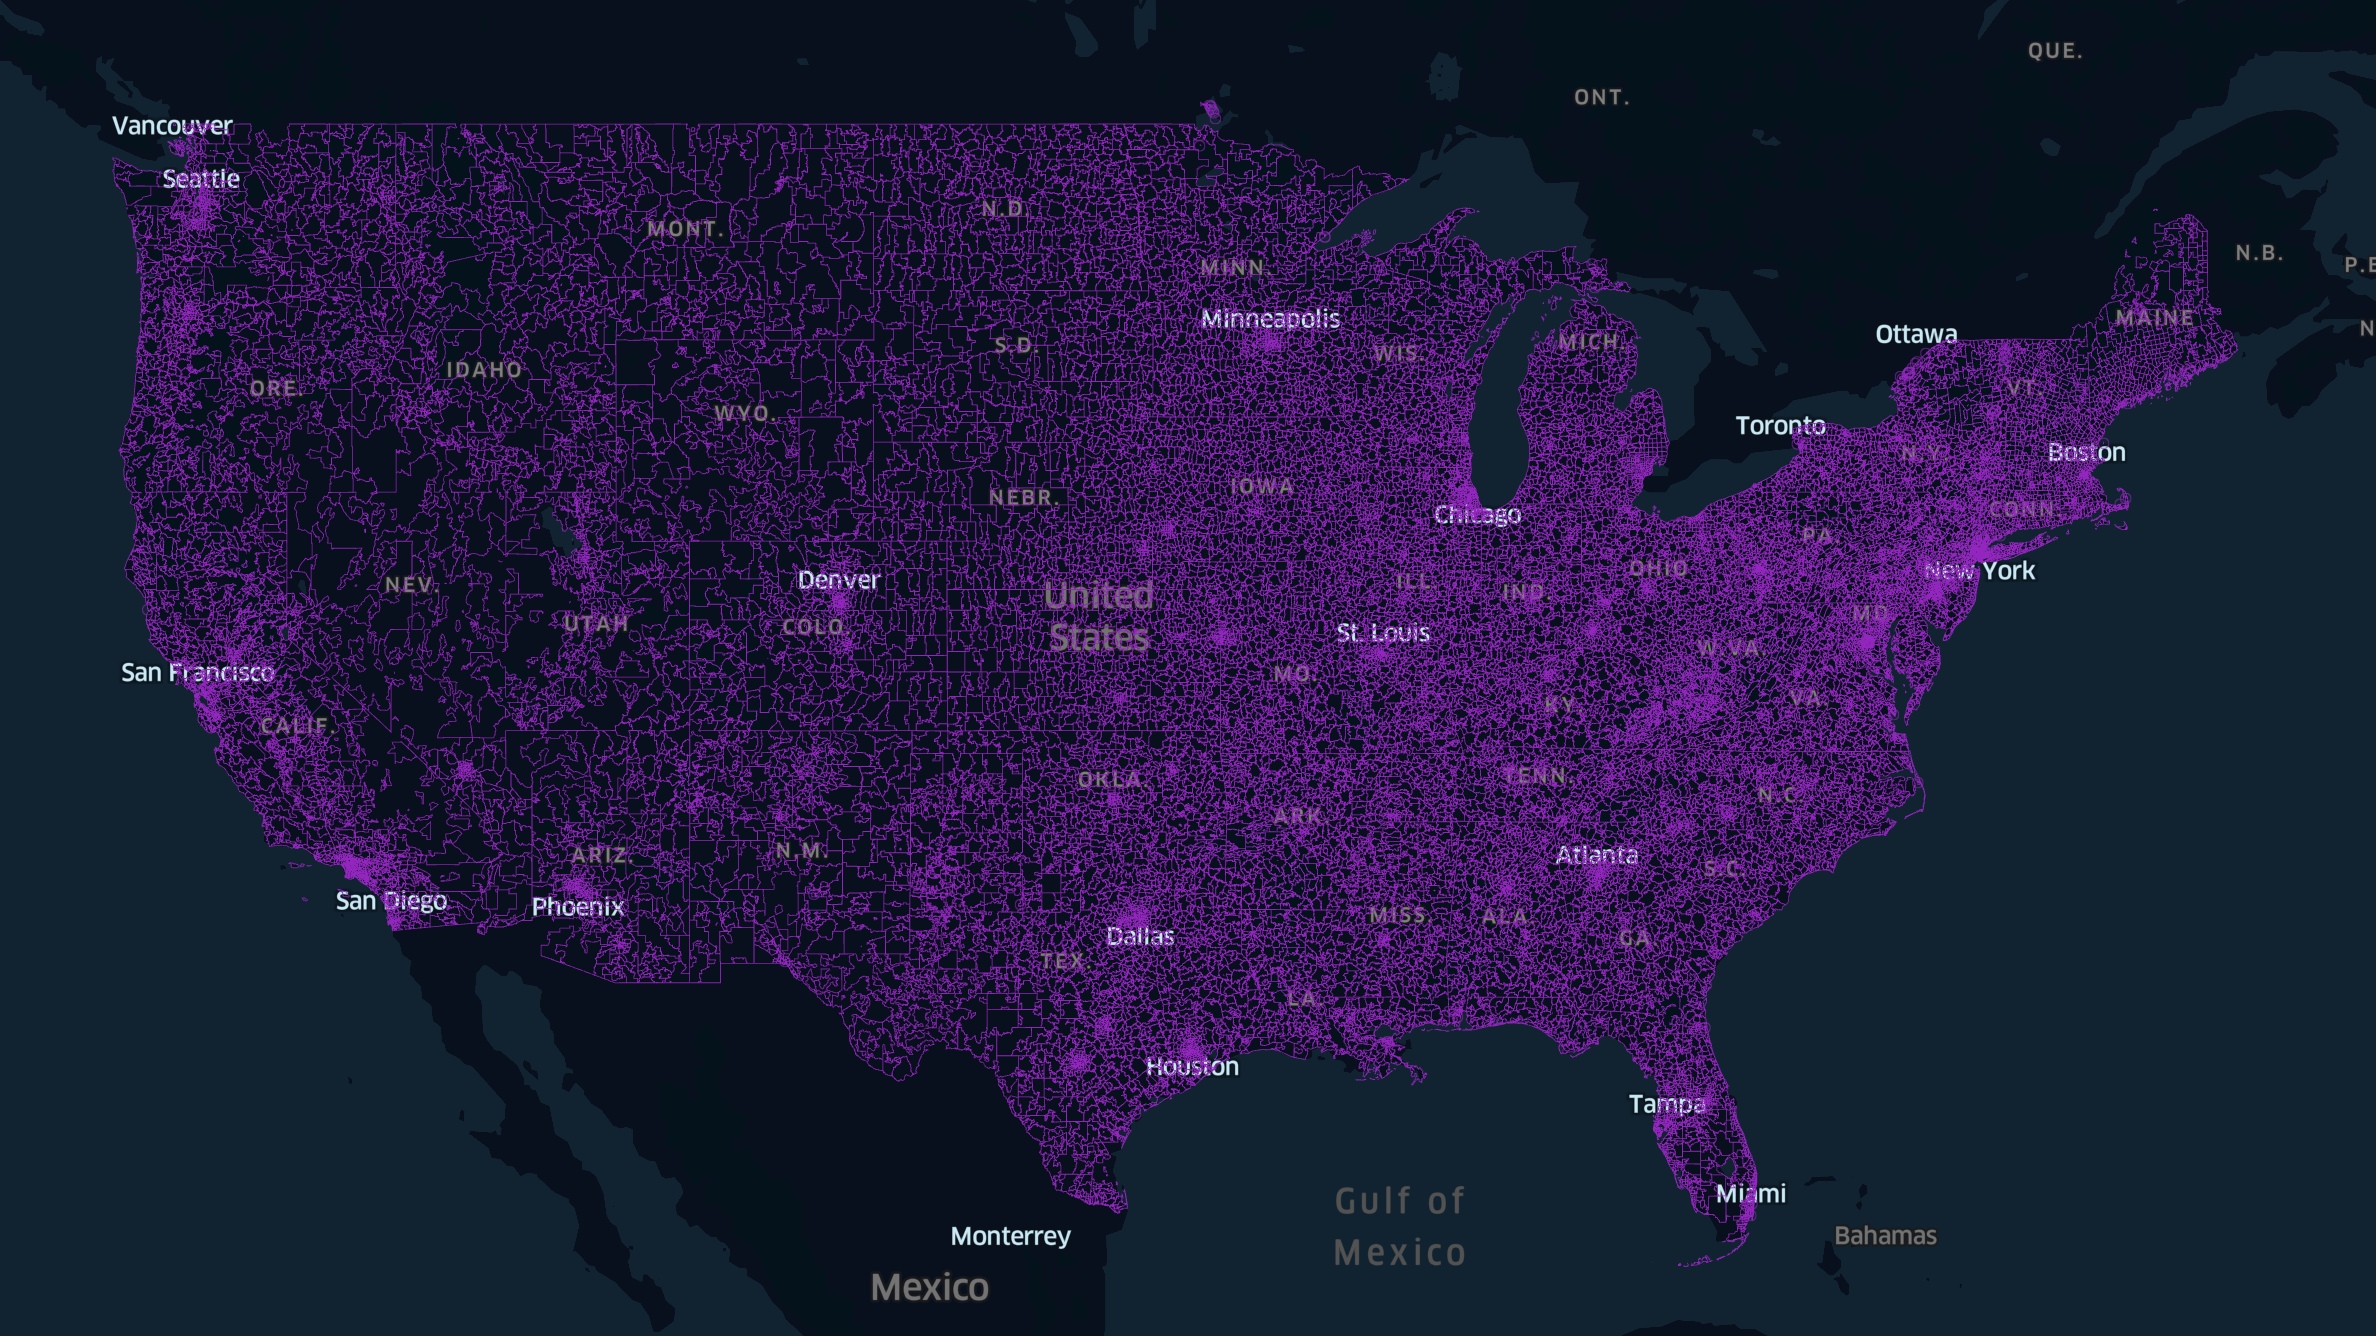 QUE.
ONT.
Vancouver
Seattle
N.D.
MONT.
N.B.
P.E
MINN.
Minneapolis
MAINE
N
Ottawa
S.D.
MICH.
WIS.
IDAHO
ORE.
VT.
WYO.
Toronto
N.Y.
Boston
IOWA
NEBR.
Chicago
CONN.
PA.
OHIO
New York
NEV.
Denver
ILL.
IND.
United
States
MD.
UTAH
COLO.
St. Louis
W.VA.
San Francisco
MO.
KY.
VA.
CALIF.
OKLA.
TENN.
N.C.
ARK.
ARIZ.
N.M.
Atlanta
S.C.
San Diego
Phoenix
MISS.
ALA.
Dallas
GA.
TEX.
LA.
Houston
Tampa
Miami
Gulf of
Mexico
Monterrey
Bahamas
Mexico